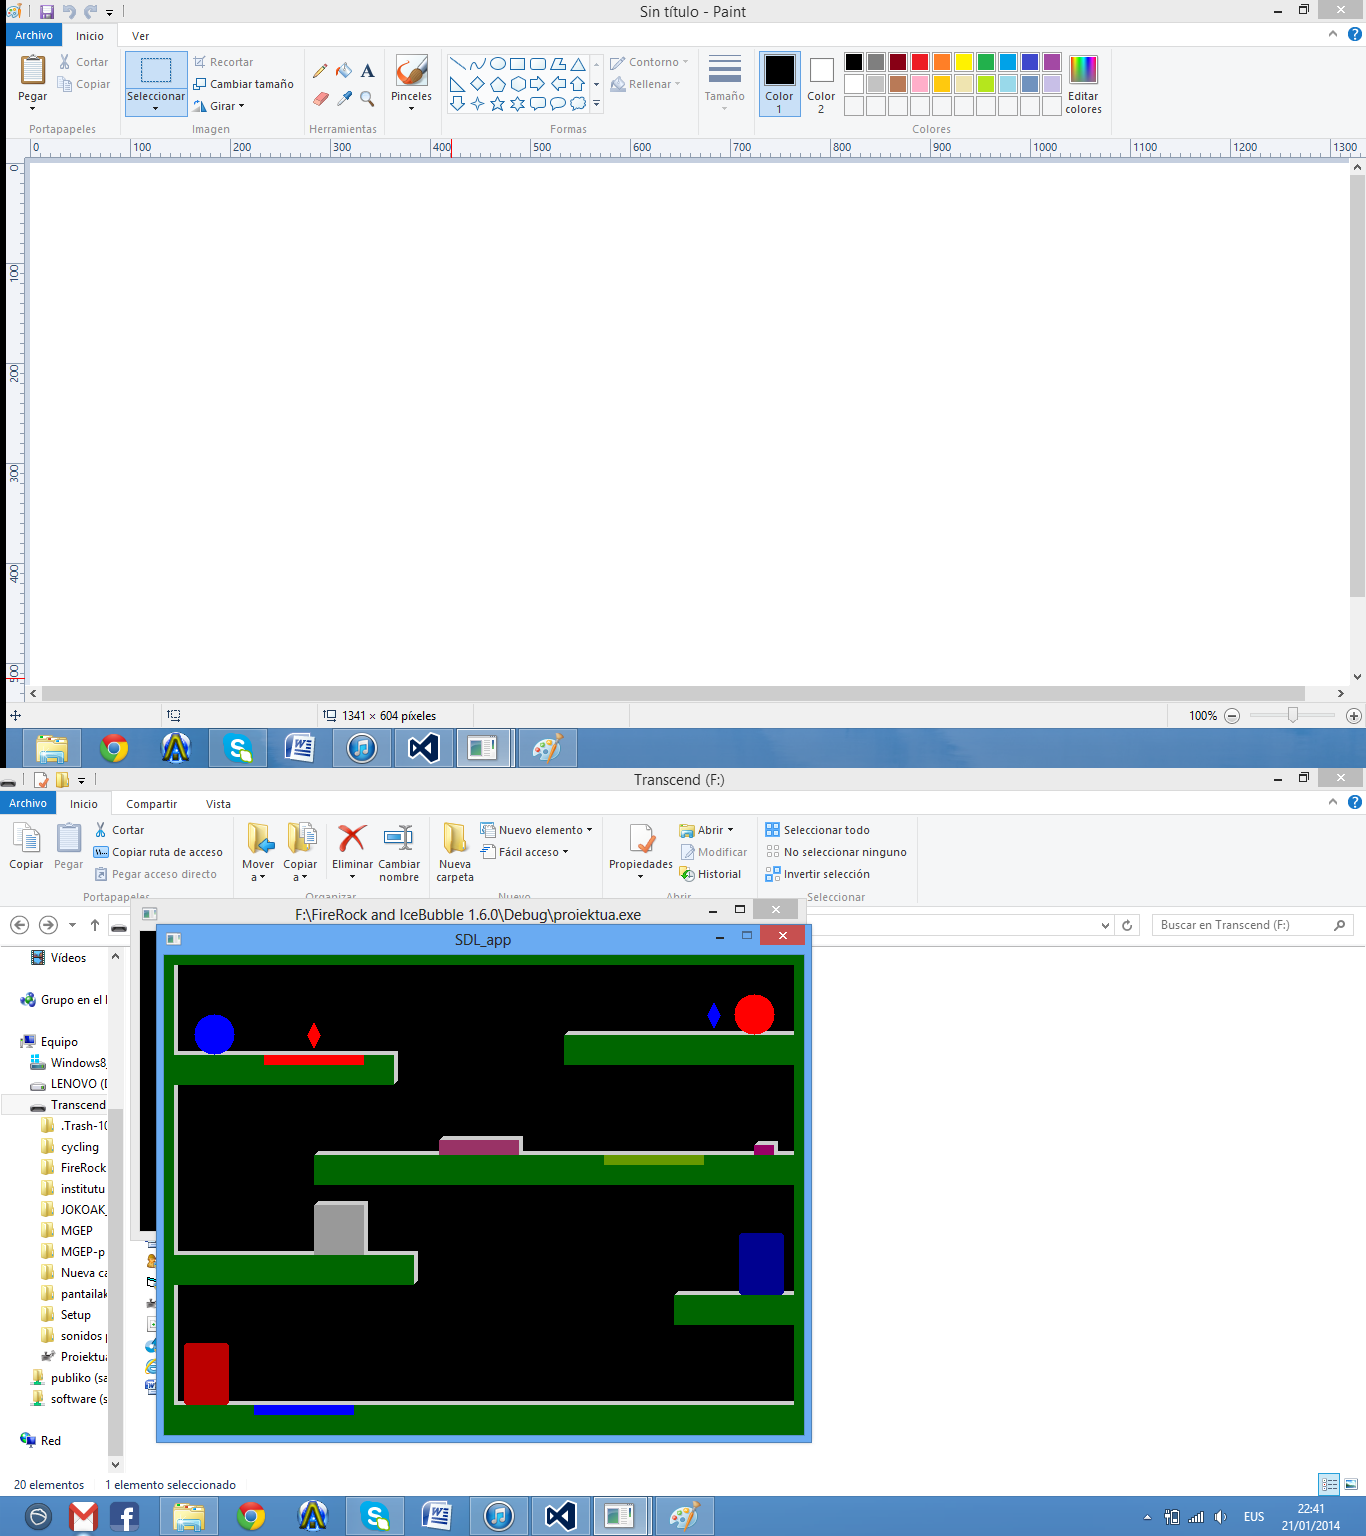 Sin título - Paint
Archivo Inicio Ver
Pegar
Cortar
Copiar
Portapapeles
Seleccionar
Recortar
Cambiar tamaño
Girar
Imagen
A
Herramientas
Pinceles
Contorno
Rellenar
Formas
Tamaño
Color 1
Color 2
Editar colores
Colores
0 100 200 300 400 500 600 700 800 900 1000 1100 1200 1300
0
100
200
300
400
500
1341 × 604 píxeles
100%
Transcend (F:)
Archivo Inicio Compartir Vista
Copiar
Pegar
Cortar
Copiar ruta de acceso
Pegar acceso directo
Portapapeles
Mover a
Copiar a
Eliminar
Cambiar nombre
Organizar
Nueva carpeta
Nuevo elemento
Fácil acceso
Nuevo
Propiedades
Abrir
Modificar
Historial
Abrir
Seleccionar todo
No seleccionar ninguno
Invertir selección
Seleccionar
Buscar en Transcend (F:)
F:\FireRock and IceBubble 1.6.0\Debug\proiektua.exe
SDL_app
Vídeos
Grupo en el
Equipo
Windows8_
LENOVO (
Transcend
.Trash-10
cycling
FireRock
institutu
JOKOAK_
MGEP
MGEP-p
Nueva ca
pantailak
Setup
sonidos
Proiektua
publiko (sa
software (s
Red
20 elementos 1 elemento seleccionado
EUS
22:41
21/01/2014